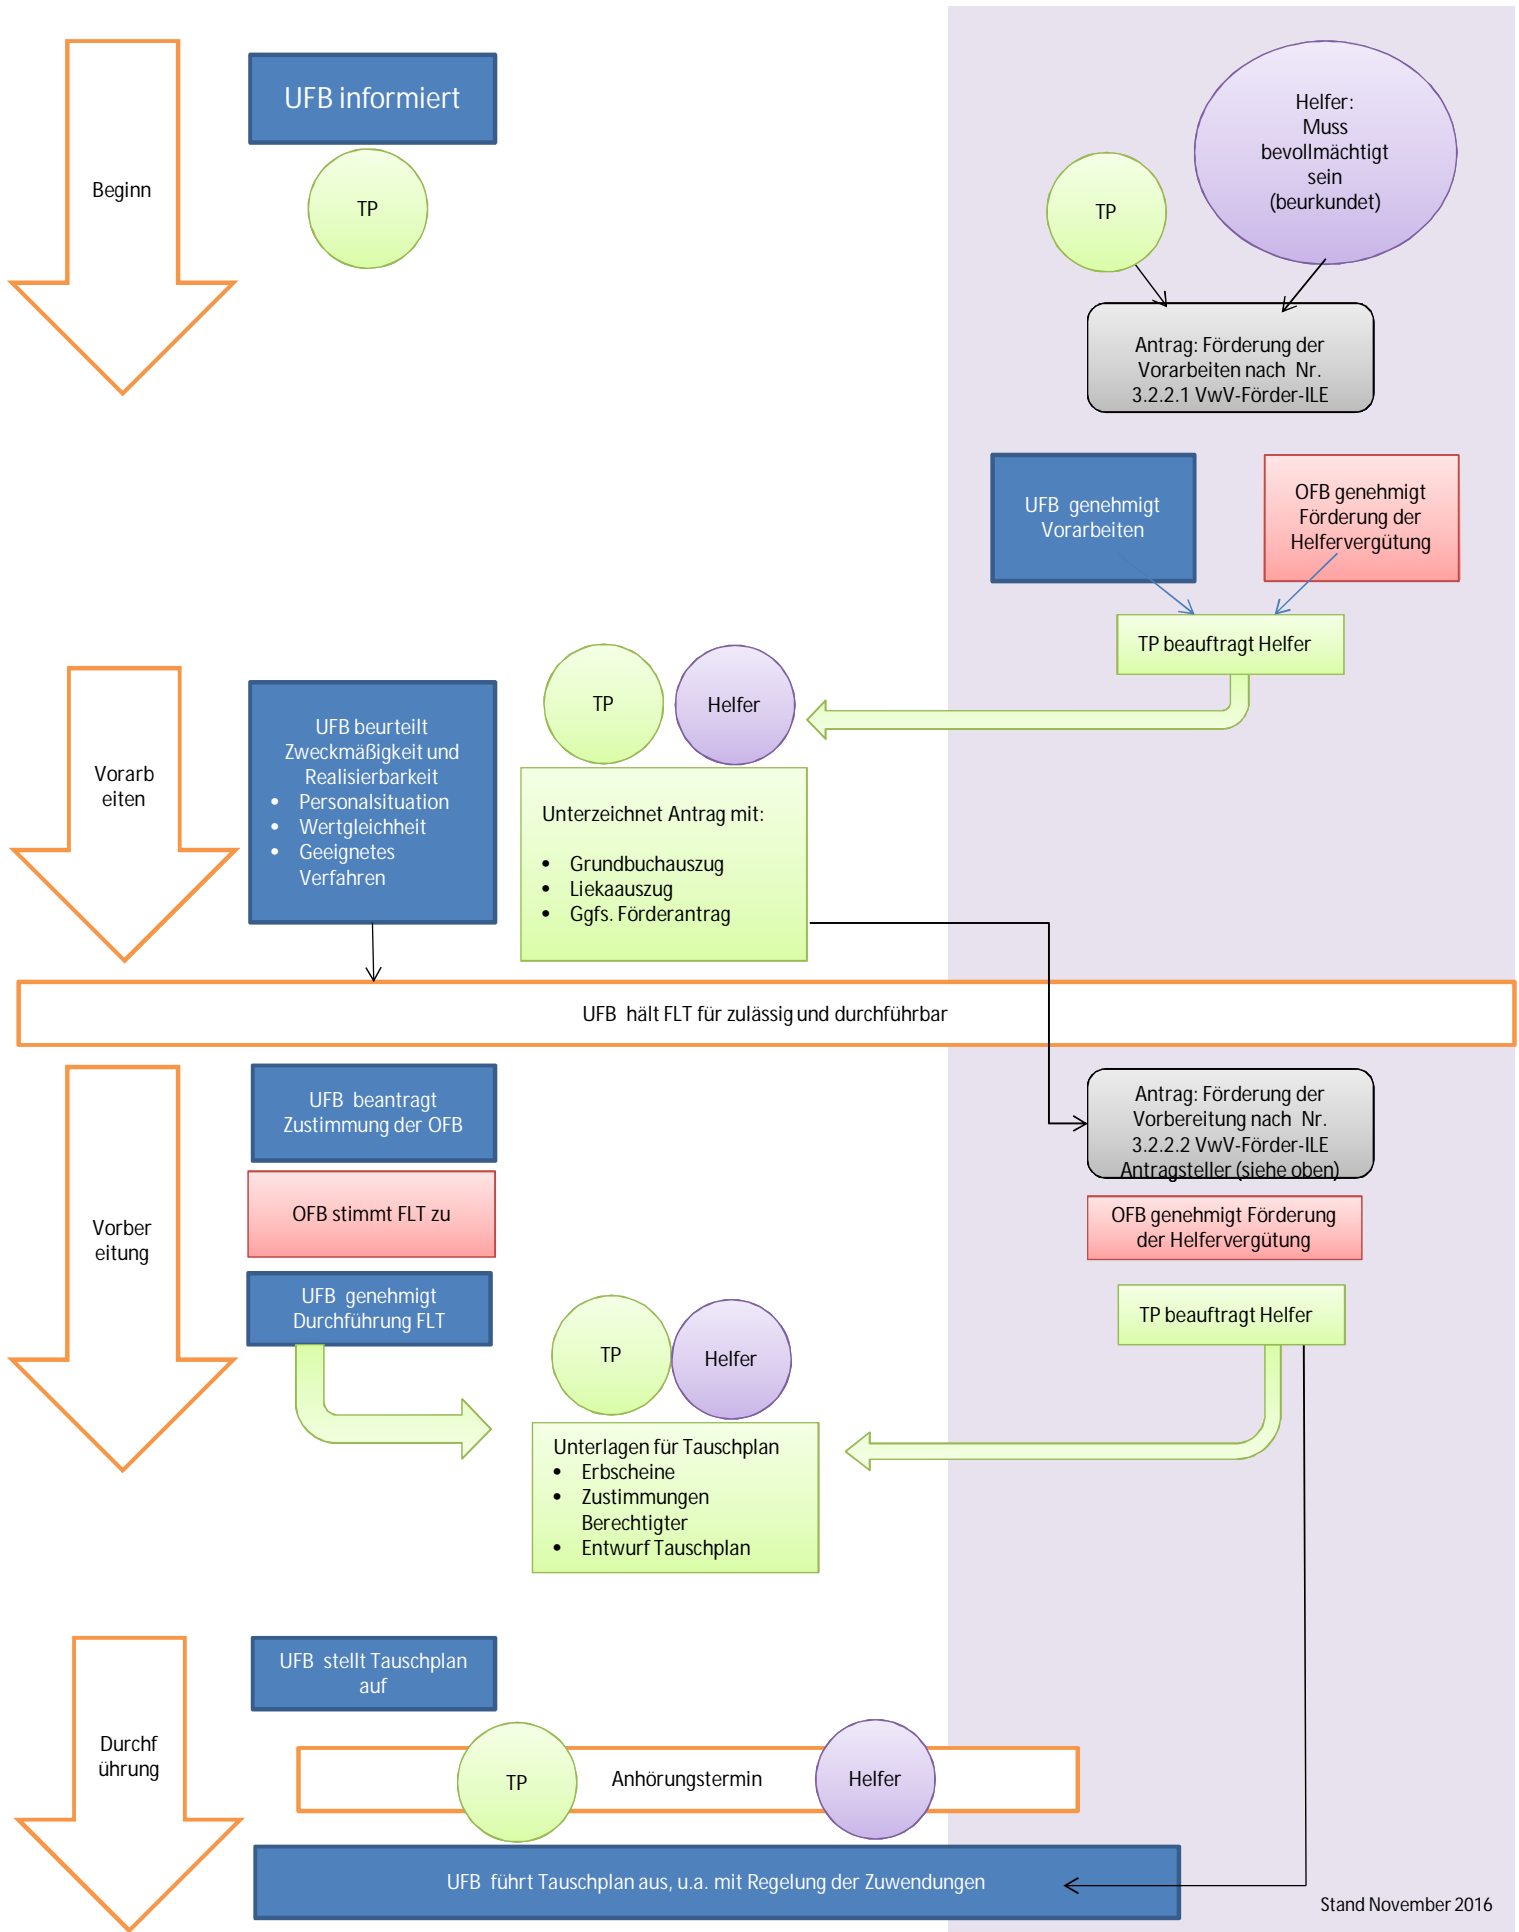 UFB informiert
TP
Beginn
Helfer:
Muss
bevollmächtigt
sein
(beurkundet)
TP
Antrag: Förderung der
Vorarbeiten nach Nr.
3.2.2.1 VwV-Förder-ILE
UFB genehmigt
Vorarbeiten
OFB genehmigt
Förderung der
Helfervergütung
TP beauftragt Helfer
Vorarb
eiten
UFB beurteilt
Zweckmäßigkeit und
Realisierbarkeit
• Personalsituation
• Wertgleichheit
• Geeignetes
Verfahren
TP
Helfer
Unterzeichnet Antrag mit:
• Grundbuchauszug
• Liekaauszug
• Ggfs. Förderantrag
UFB hält FLT für zulässig und durchführbar
Vorber
eitung
UFB beantragt
Zustimmung der OFB
OFB stimmt FLT zu
UFB genehmigt
Durchführung FLT
Antrag: Förderung der
Vorbereitung nach Nr.
3.2.2.2 VwV-Förder-ILE
Antragsteller (siehe oben)
OFB genehmigt Förderung
der Helfervergütung
TP beauftragt Helfer
TP
Helfer
Unterlagen für Tauschplan
• Erbscheine
• Zustimmungen
Berechtigter
• Entwurf Tauschplan
Durchf
ührung
UFB stellt Tauschplan
auf
TP
Anhörungstermin
Helfer
UFB führt Tauschplan aus, u.a. mit Regelung der Zuwendungen
Stand November 2016